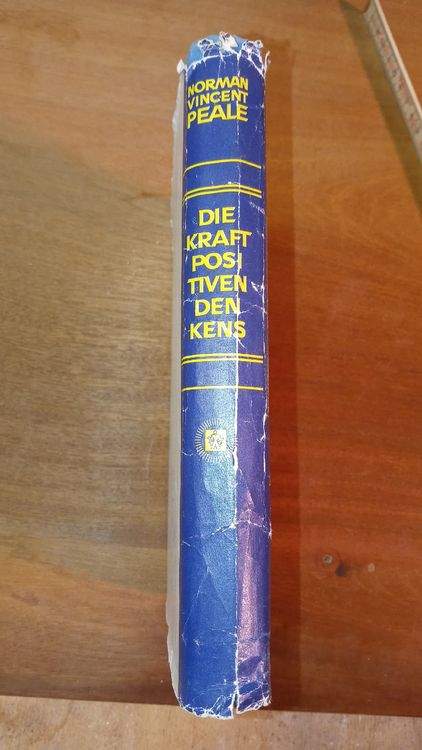 NORMAN
VINCENT
PEALE
DIE
KRAFT
POSI
TIVEN
DEN
KENS